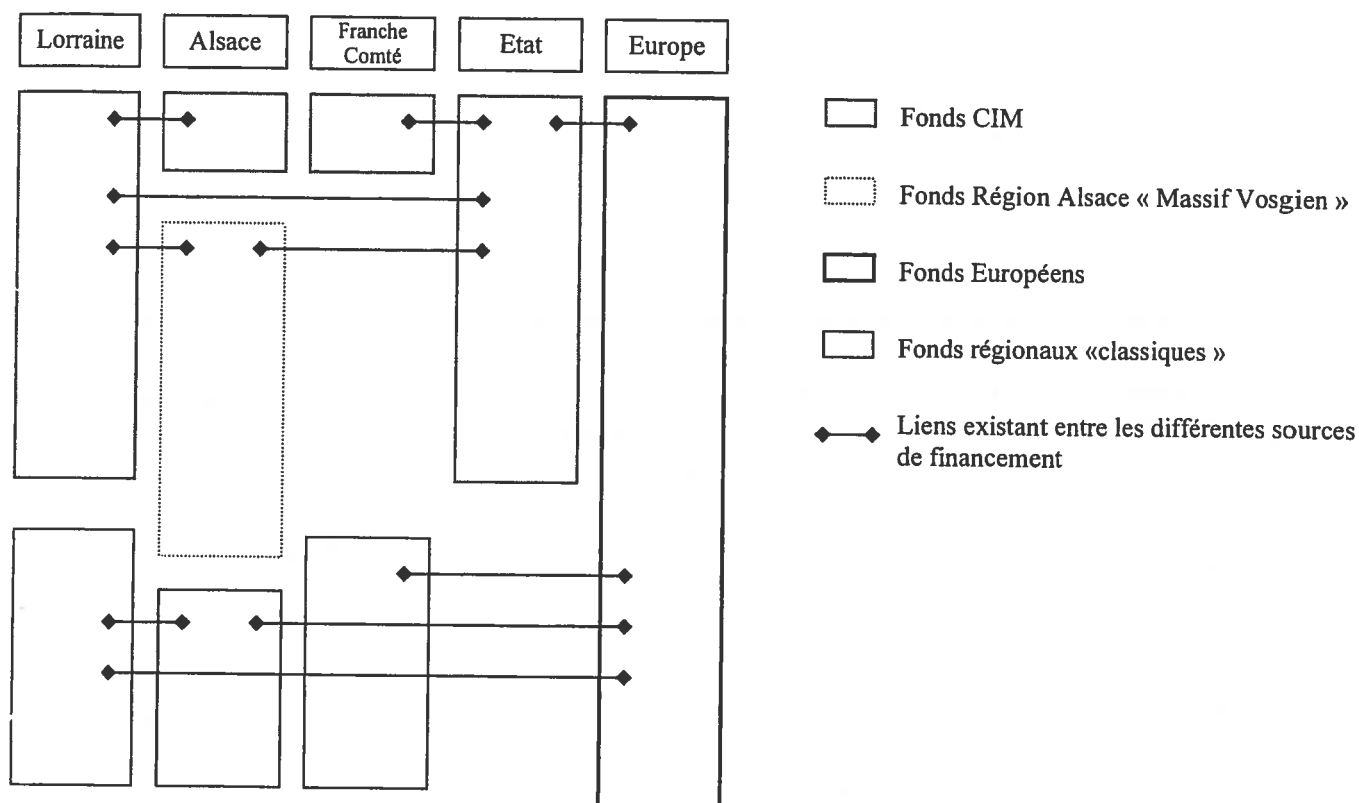 Lorraine
Alsace
Franche
Comté
Etat
Europe
Fonds CIM
Fonds Région Alsace « Massif Vosgien »
Fonds Européens
Fonds régionaux «classiques »
Liens existant entre les différentes sources
de financement